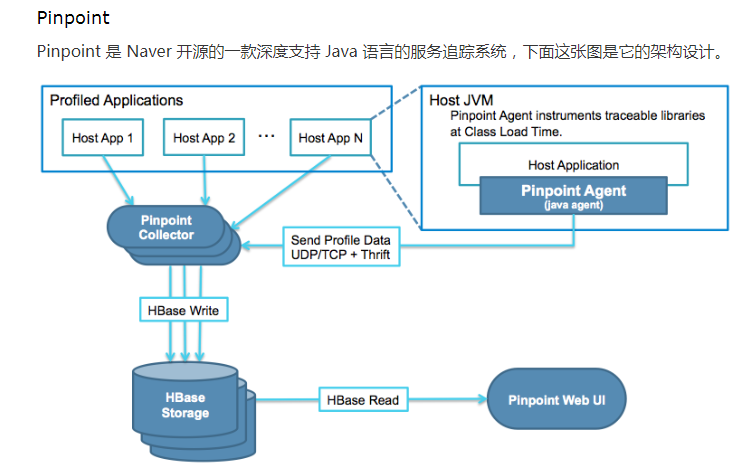 Pinpoint
Pinpoint 是 Naver 开源的一款深度支持 Java 语言的服务追踪系统，下面这张图是它的架构设计。
Profiled Applications
Host App 1
Host App 2
...
Host App N
Host JVM
Pinpoint Agent instruments traceable libraries
at Class Load Time.
Host Application
Pinpoint Agent
(java agent)
Pinpoint
Collector
Send Profile Data
UDP/TCP + Thrift
HBase Write
HBase
Storage
HBase Read
Pinpoint Web UI